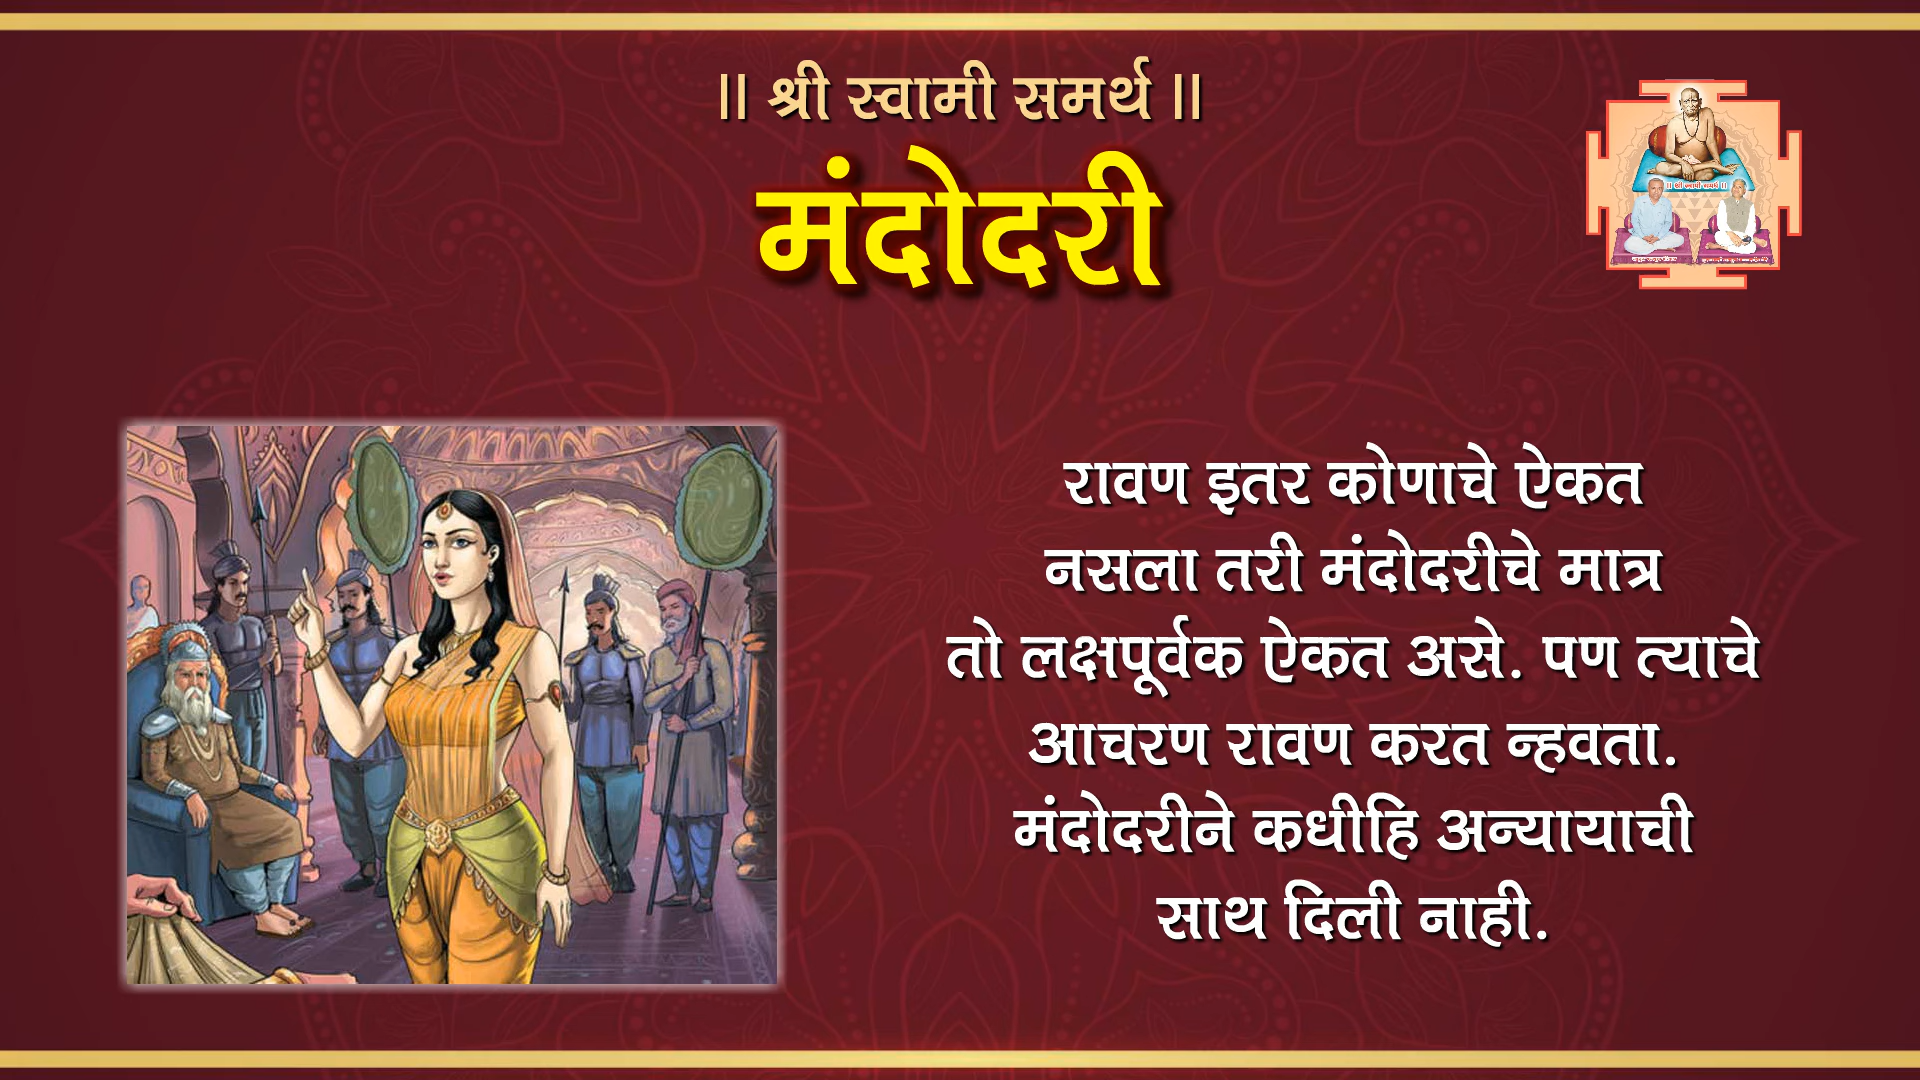 ॥ श्री स्वामी समर्थ ॥
मंदोदरी
॥ श्री स्वामी समर्थ ॥
रावण इतर कोणाचे ऐकत
नसला तरी मंदोदरीचे मात्र
तो लक्षपूर्वक ऐकत असे. पण त्याचे
आचरण रावण करत न्हवता.
मंदोदरीने कधीहि अन्यायाची
साथ दिली नाही.